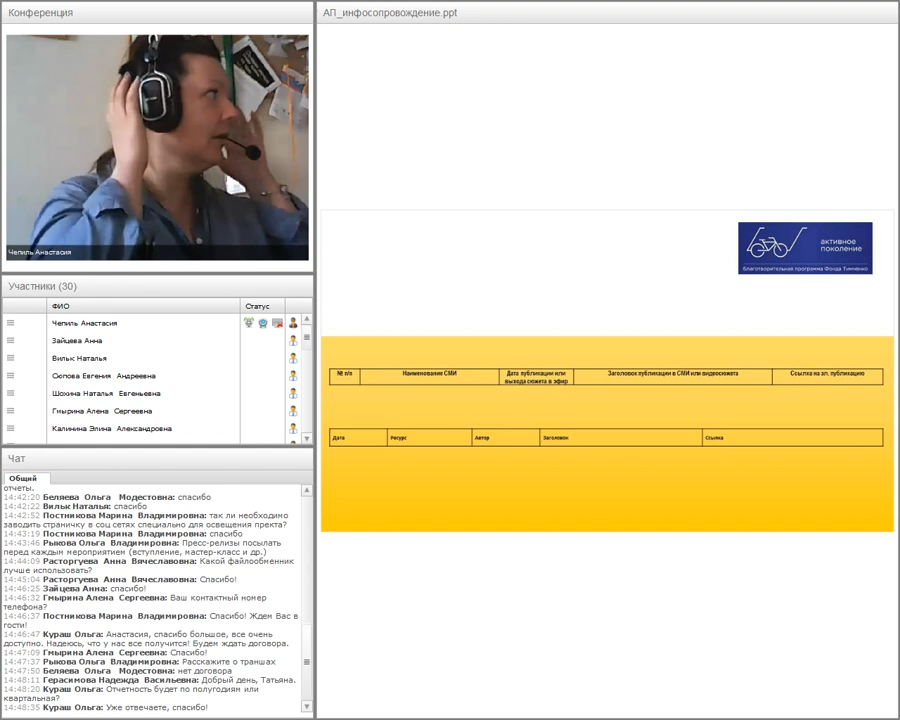 Конференция
Чепиль Анастасия
Участники (30)
ФИО
Статус
Чепиль Анастасия
Зайцева Анна
Вильк Наталья
Сюпова Евгения Андреевна
Шохина Наталья Евгеньевна
Гмырина Алена Сергеевна
Калинина Элина Александровна
Чат
Общий
отчеты.
14:42:20 Беляева Ольга Модестовна: спасибо
14:42:22 Вильк Наталья: спасибо
14:42:52 Постникова Марина Владимировна: так ли необходимо
заводить страничку в соц сетях специально для освещения пректа?
14:43:19 Постникова Марина Владимировна: спасибо
14:43:46 Рыкова Ольга Владимировна: Пресс-релизы посылать
перед каждым мероприятием (вступление, мастер-класс и др.)
14:44:09 Расторгуева Анна Вячеславовна: Какой файлообменник
лучше использовать?
14:45:04 Расторгуева Анна Вячеславовна: Спасибо!
14:46:25 Зайцева Анна: спасибо!
14:46:32 Гмырина Алена Сергеевна: Ваш контактный номер
телефона?
14:46:37 Постникова Марина Владимировна: Спасибо! Ждем Вас в
гости!
14:46:47 Кураш Ольга: Анастасия, спасибо большое, все очень
доступно. Надеюсь, что у нас все получится! Будем ждать договора.
14:47:09 Гмырина Алена Сергеевна: Спасибо!
14:47:37 Рыкова Ольга Владимировна: Расскажите о траншах
14:47:50 Беляева Ольга Модестовна: нет договора
14:48:11 Герасимова Надежда Васильевна: Добрый день, Татьяна.
14:48:20 Кураш Ольга: Отчетность будет по полугодиям или
квартальная?
14:48:35 Кураш Ольга: Уже отвечаете, спасибо!
АП_инфосопровождение.ppt
активное
поколение
благотворительная программа Фонда Тимченко
№ п/п
Наименование СМИ
Дата публикации или
выхода сюжета в эфир
Заголовок публикации в СМИ или видеосюжета
Ссылка на эл. публикацию
Дата
Ресурс
Автор
Заголовок
Ссылка